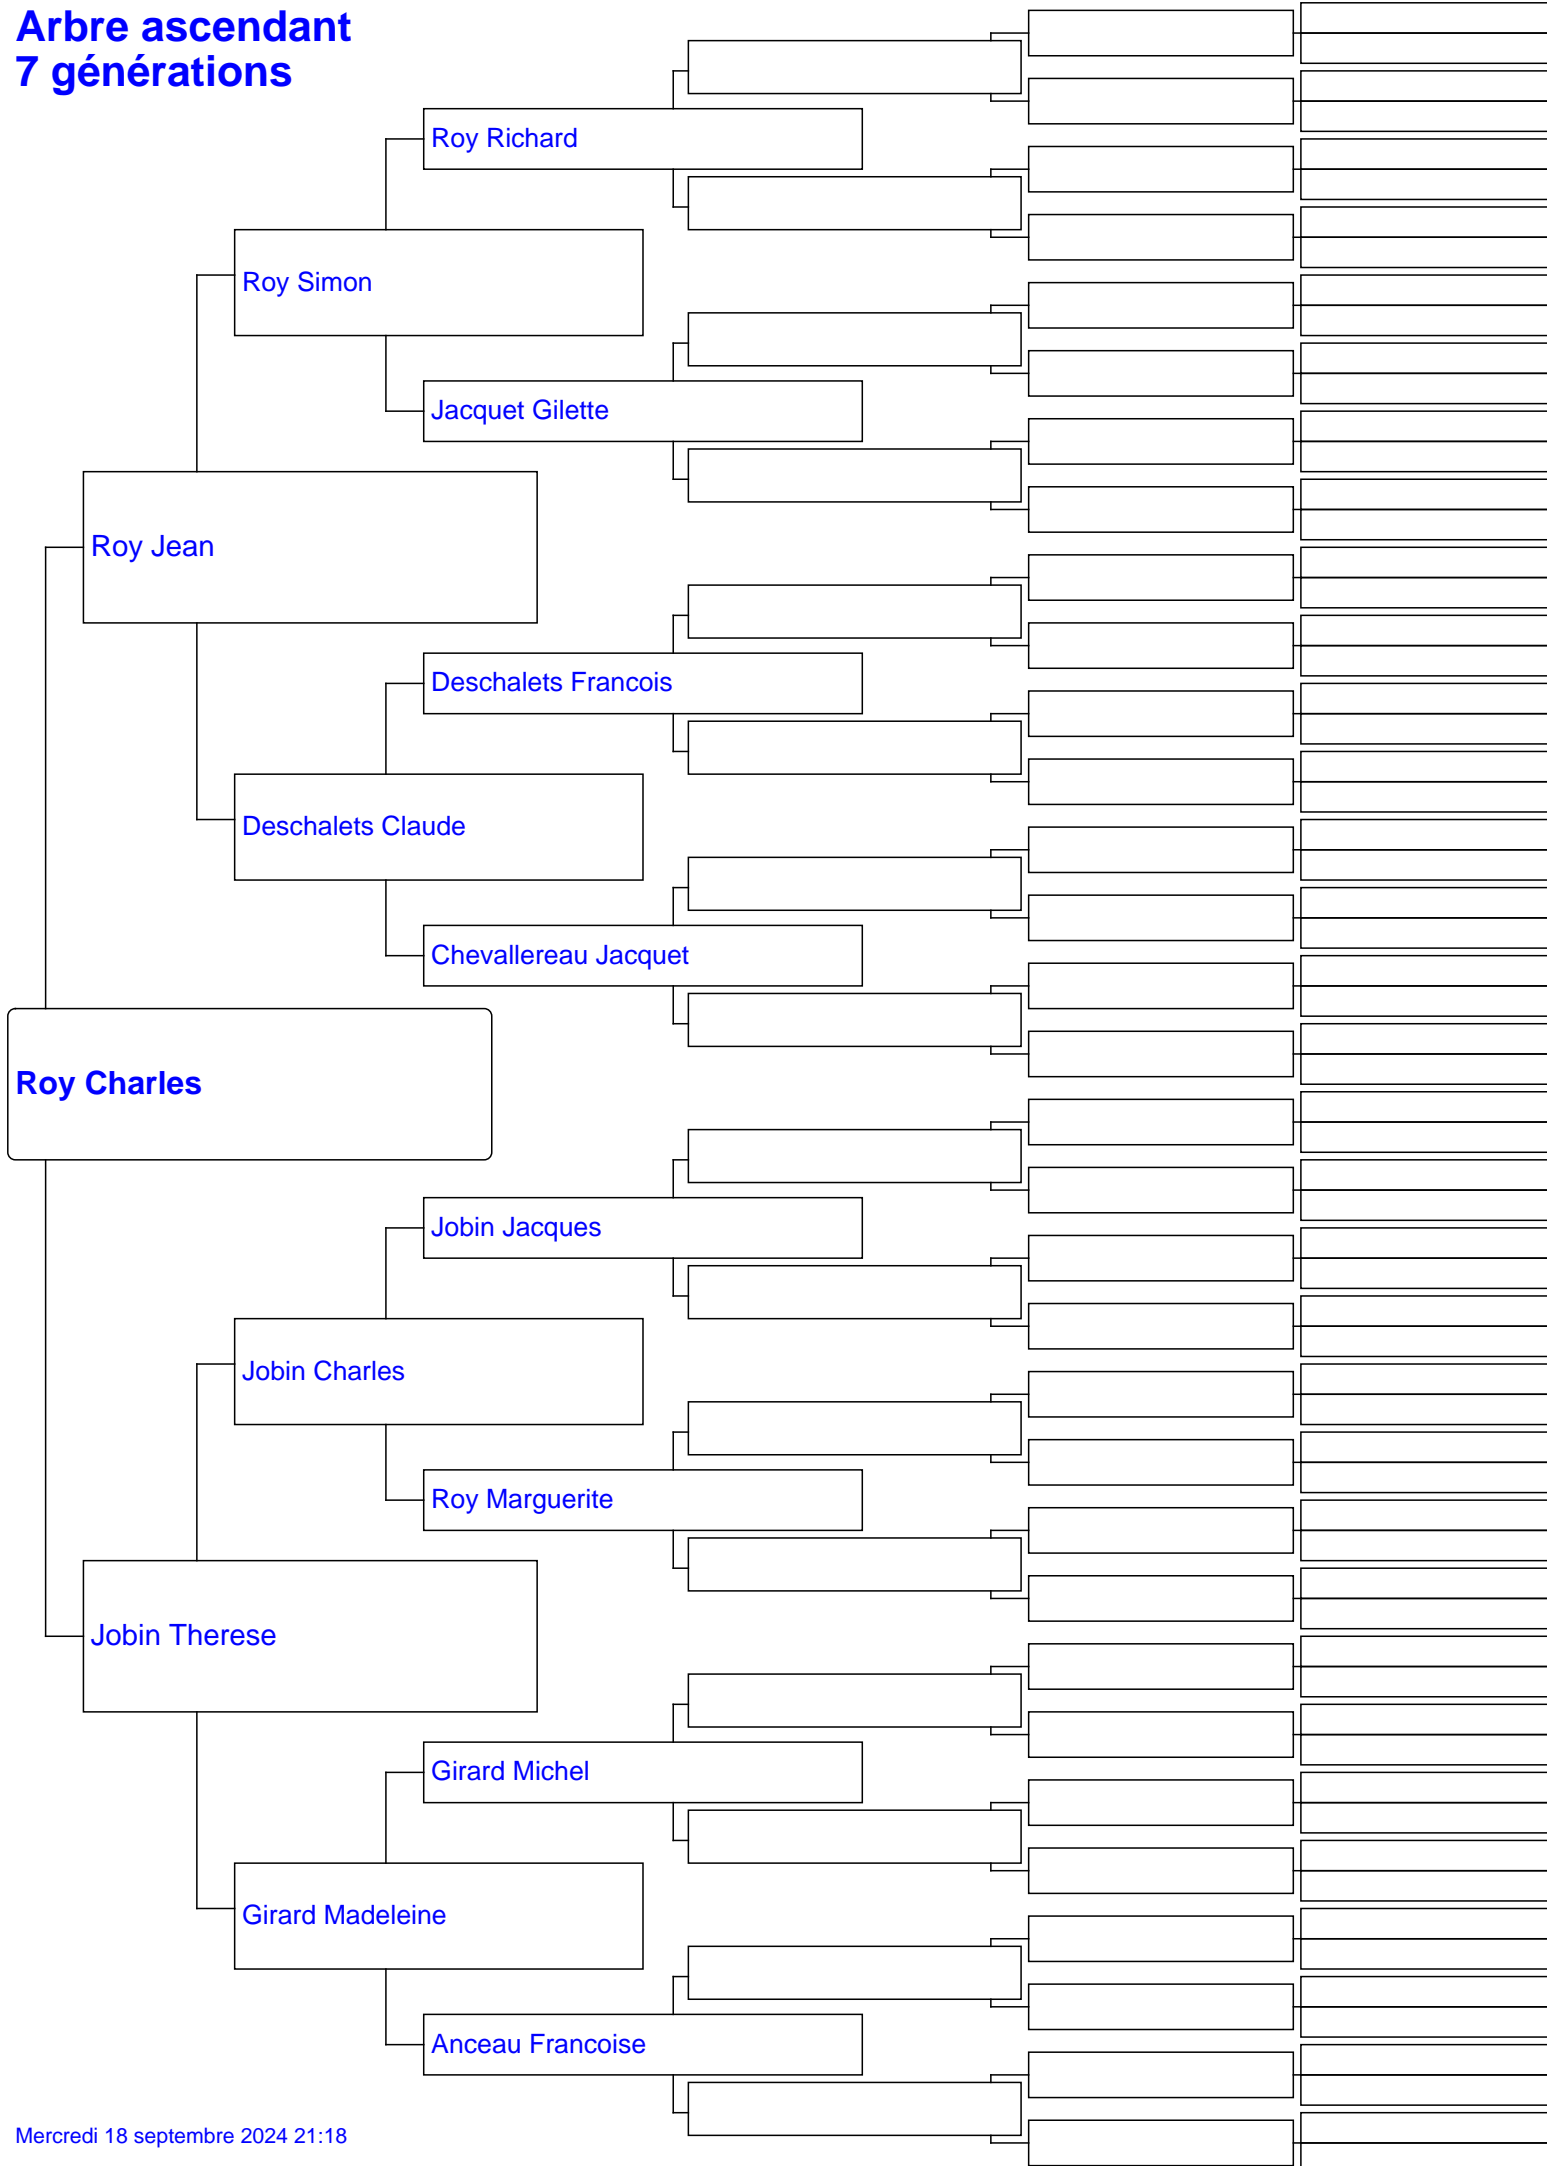 Arbre ascendant
7 générations
Roy Richard
Roy Simon
Jacquet Gilette
Roy Jean
Deschalets Francois
Deschalets Claude
Chevallereau Jacquet
Roy Charles
Jobin Jacques
Jobin Charles
Roy Marguerite
Jobin Therese
Girard Michel
Girard Madeleine
Anceau Francoise
Mercredi 18 septembre 2024 21:18